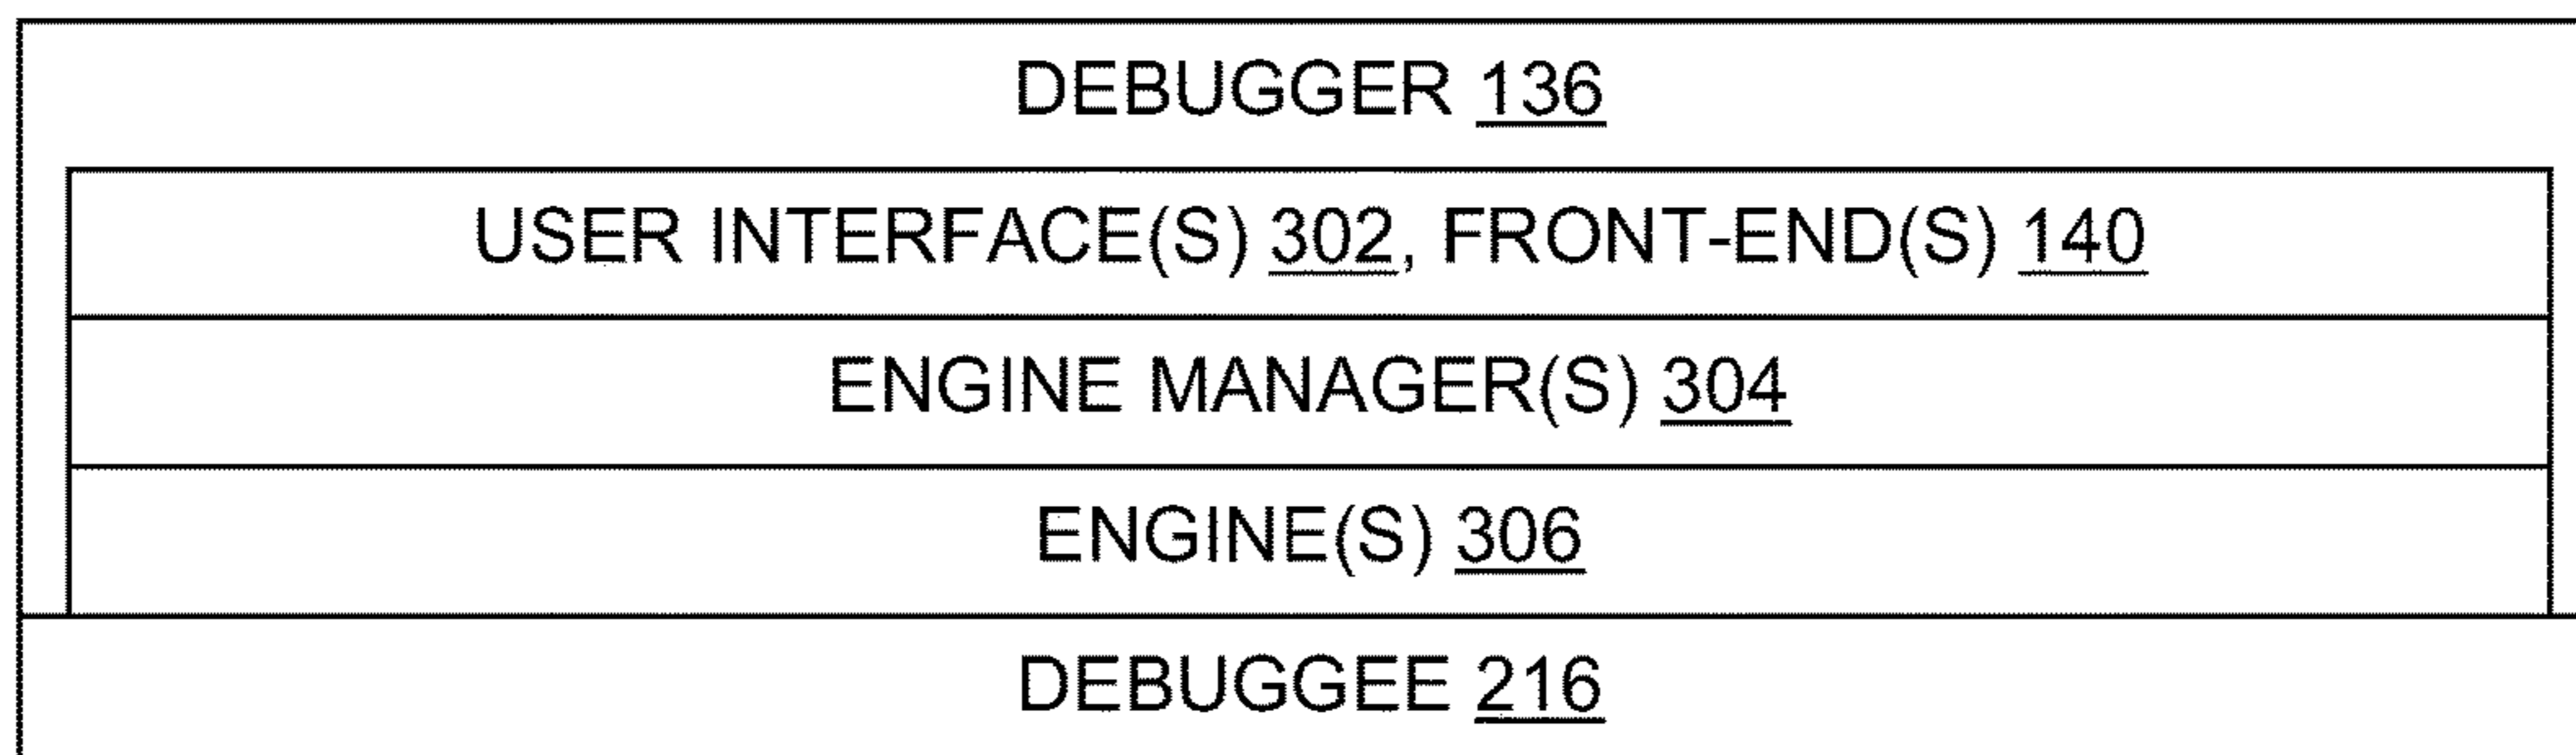 DEBUGGER 136
USER INTERFACE(S) 302, FRONT-END(S) 140
ENGINE MANAGER(S) 304
ENGINE(S) 306
DEBUGGEE 216